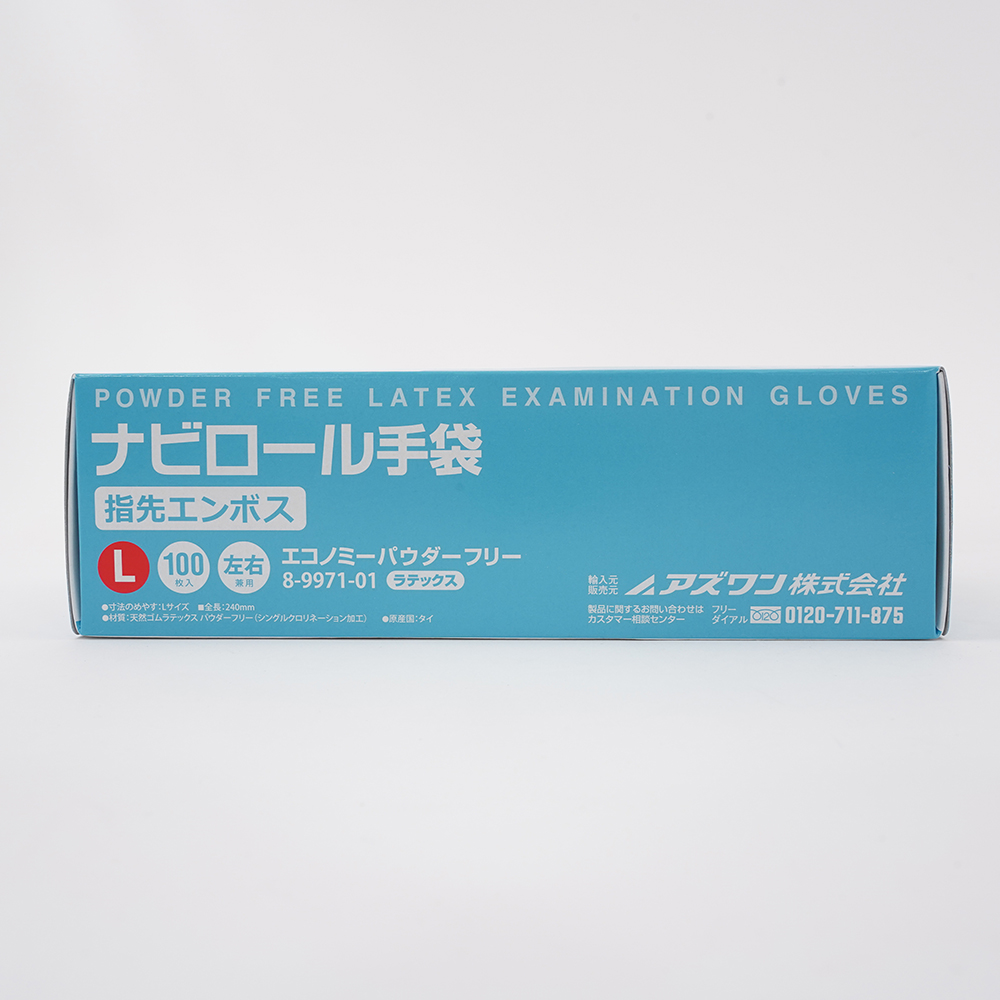 POWDER FREE LATEX EXAMINATION GLOVES
ナビロール手袋
指先エンボス
L
100
枚入
左右
兼用
エコノミーパウダーフリー
8-9971-01 ラテックス
●寸法のめやす:Lサイズ ■全長:240mm
●材質:天然ゴムラテックス パウダーフリー(シングルクロリネーション加工) ●原産国:タイ
輸入元
販売元
アズワン株式会社
製品に関するお問い合わせは
カスタマー相談センター
フリー
ダイアル
0120-711-875